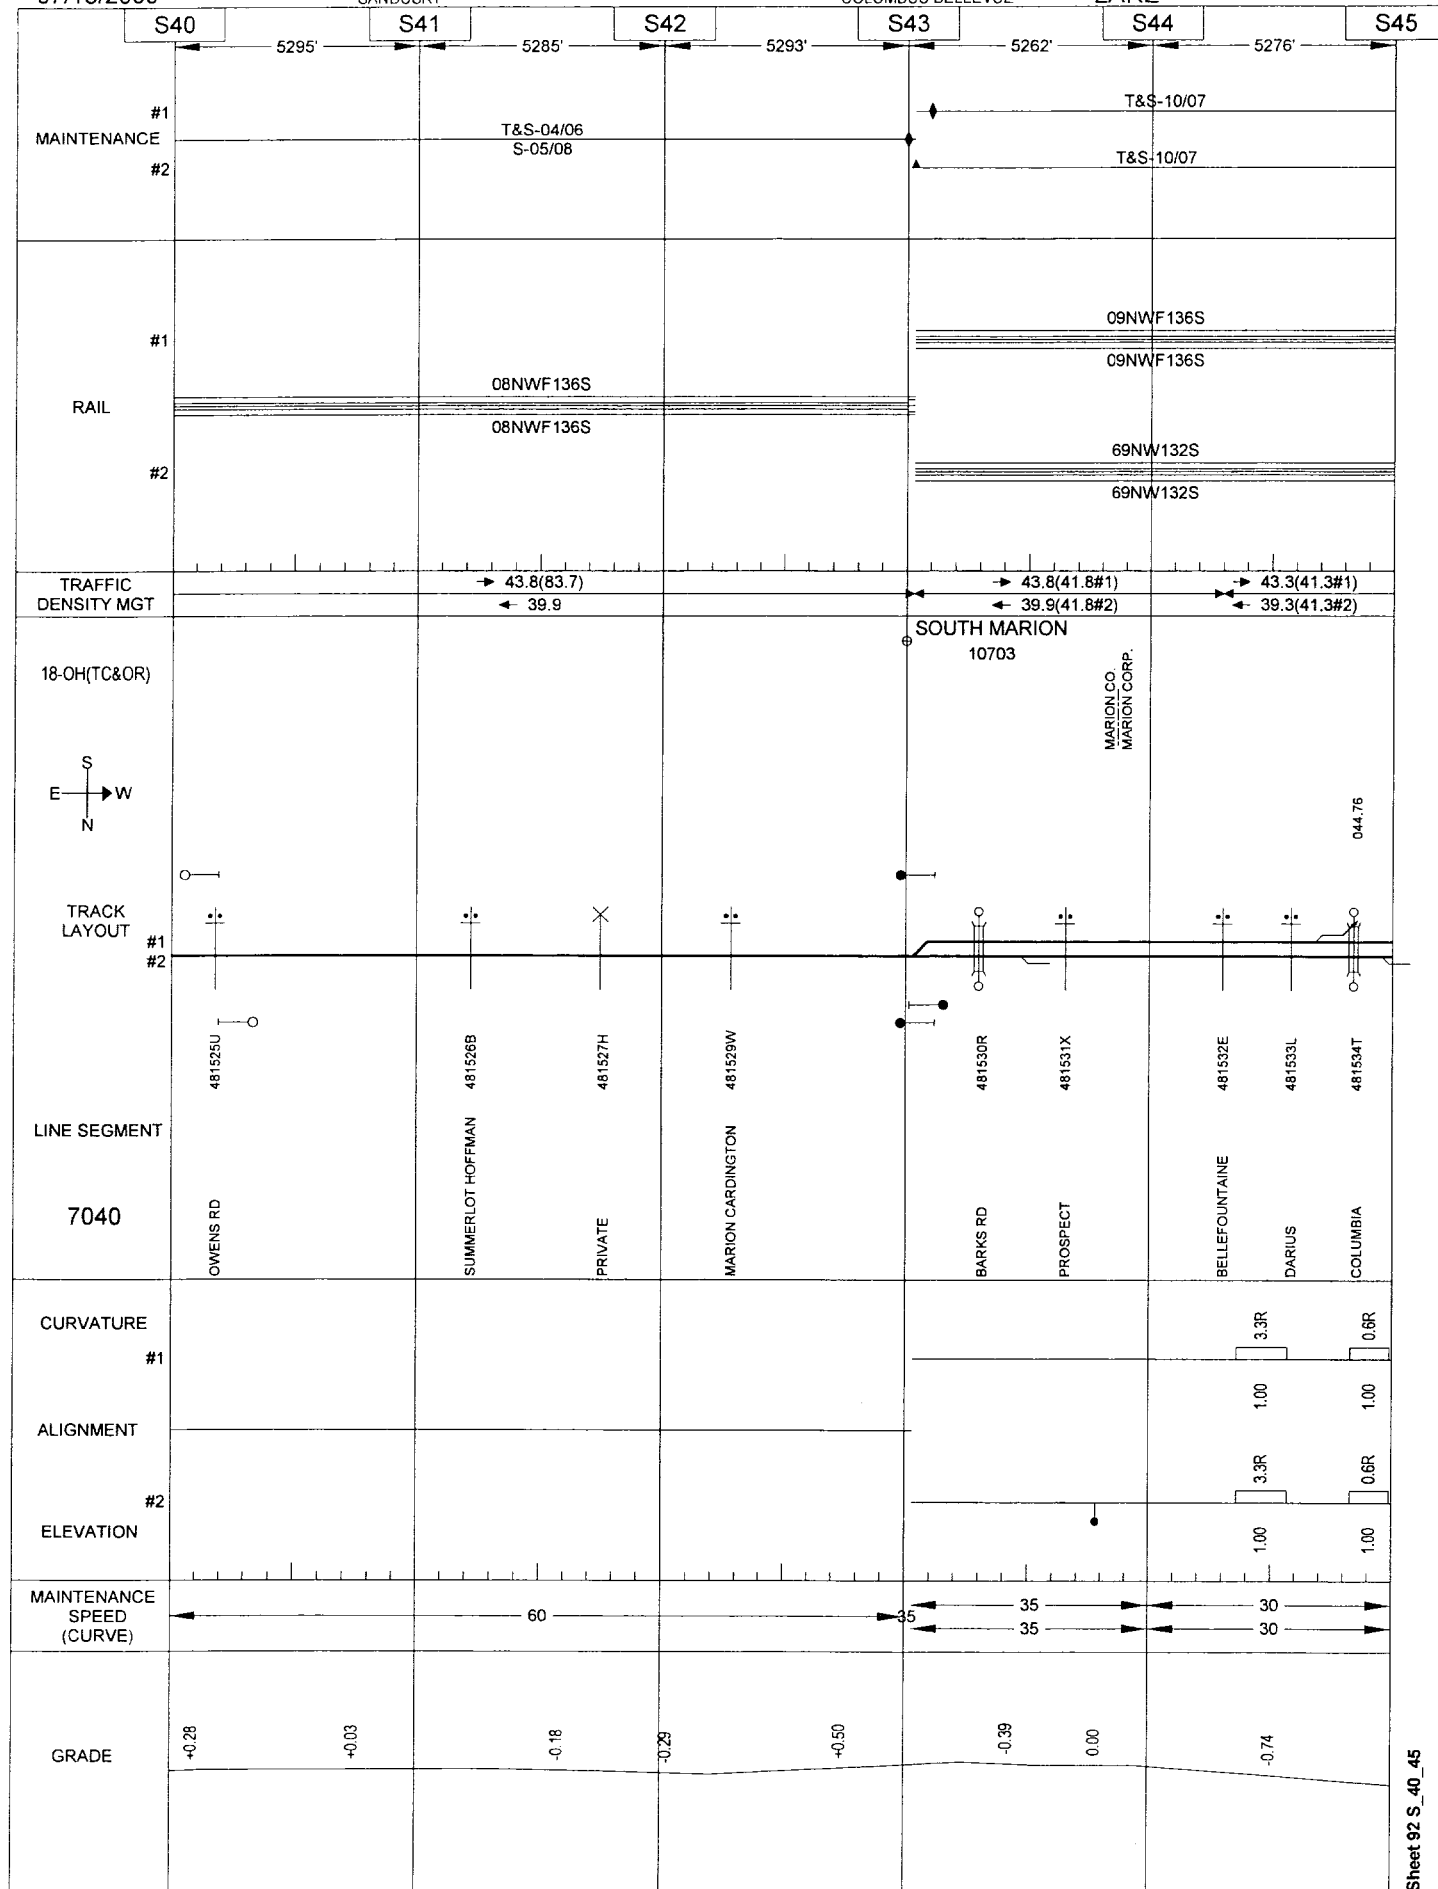 S40
S41
S42
S43
S44
S45
5295'
5285'
5293'
5262'
5276'
#1
T&S-10/07
MAINTENANCE
T&S-04/06
S-05/08
#2
T&S-10/07
09NWF136S
#1
09NWF136S
08NWF136S
RAIL
08NWF136S
69NW132S
#2
69NW132S
TRAFFIC
DENSITY MGT
43.8(83.7)
39.9
43.8(41.8#1)
39.9(41.8#2)
43.3(41.3#1)
39.3(41.3#2)
SOUTH MARION
10703
18-OH(TC&OR)
MARION CO.
MARION CORP.
S
E
W
N
044.76
TRACK
LAYOUT
#1
#2
481525U
481526B
481527H
481529W
481530R
481531X
481532E
481533L
481534T
LINE SEGMENT
7040
OWENS RD
SUMMERLOT HOFFMAN
PRIVATE
MARION CARDINGTON
BARKS RD
PROSPECT
BELLEFOUNTAINE
DARIUS
COLUMBIA
CURVATURE
#1
3.3R
0.6R
1.00
1.00
ALIGNMENT
#2
3.3R
0.6R
ELEVATION
1.00
1.00
MAINTENANCE
SPEED
(CURVE)
60
35
35
35
30
30
GRADE
+0.28
+0.03
-0.18
-0.29
+0.50
-0.39
0.00
-0.74
Sheet 92 S_40_45